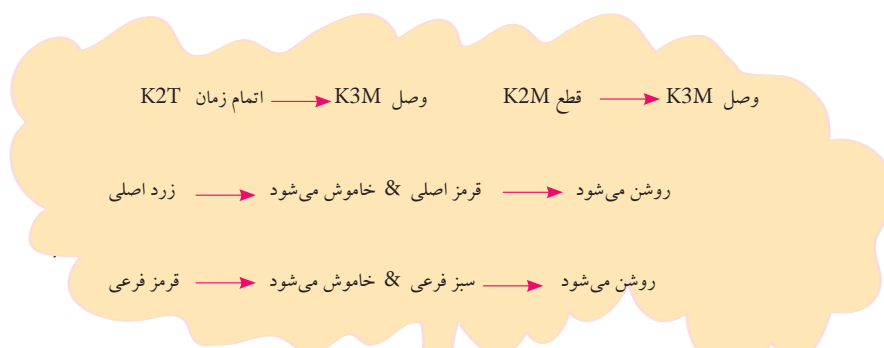 K2T اتمام زمان → K3M وصل K2M قطع → K3M وصل
زرد اصلی → خاموش می‌شود & قرمز اصلی → روشن می‌شود
قرمز فرعی → خاموش می‌شود & سبز فرعی → روشن می‌شود